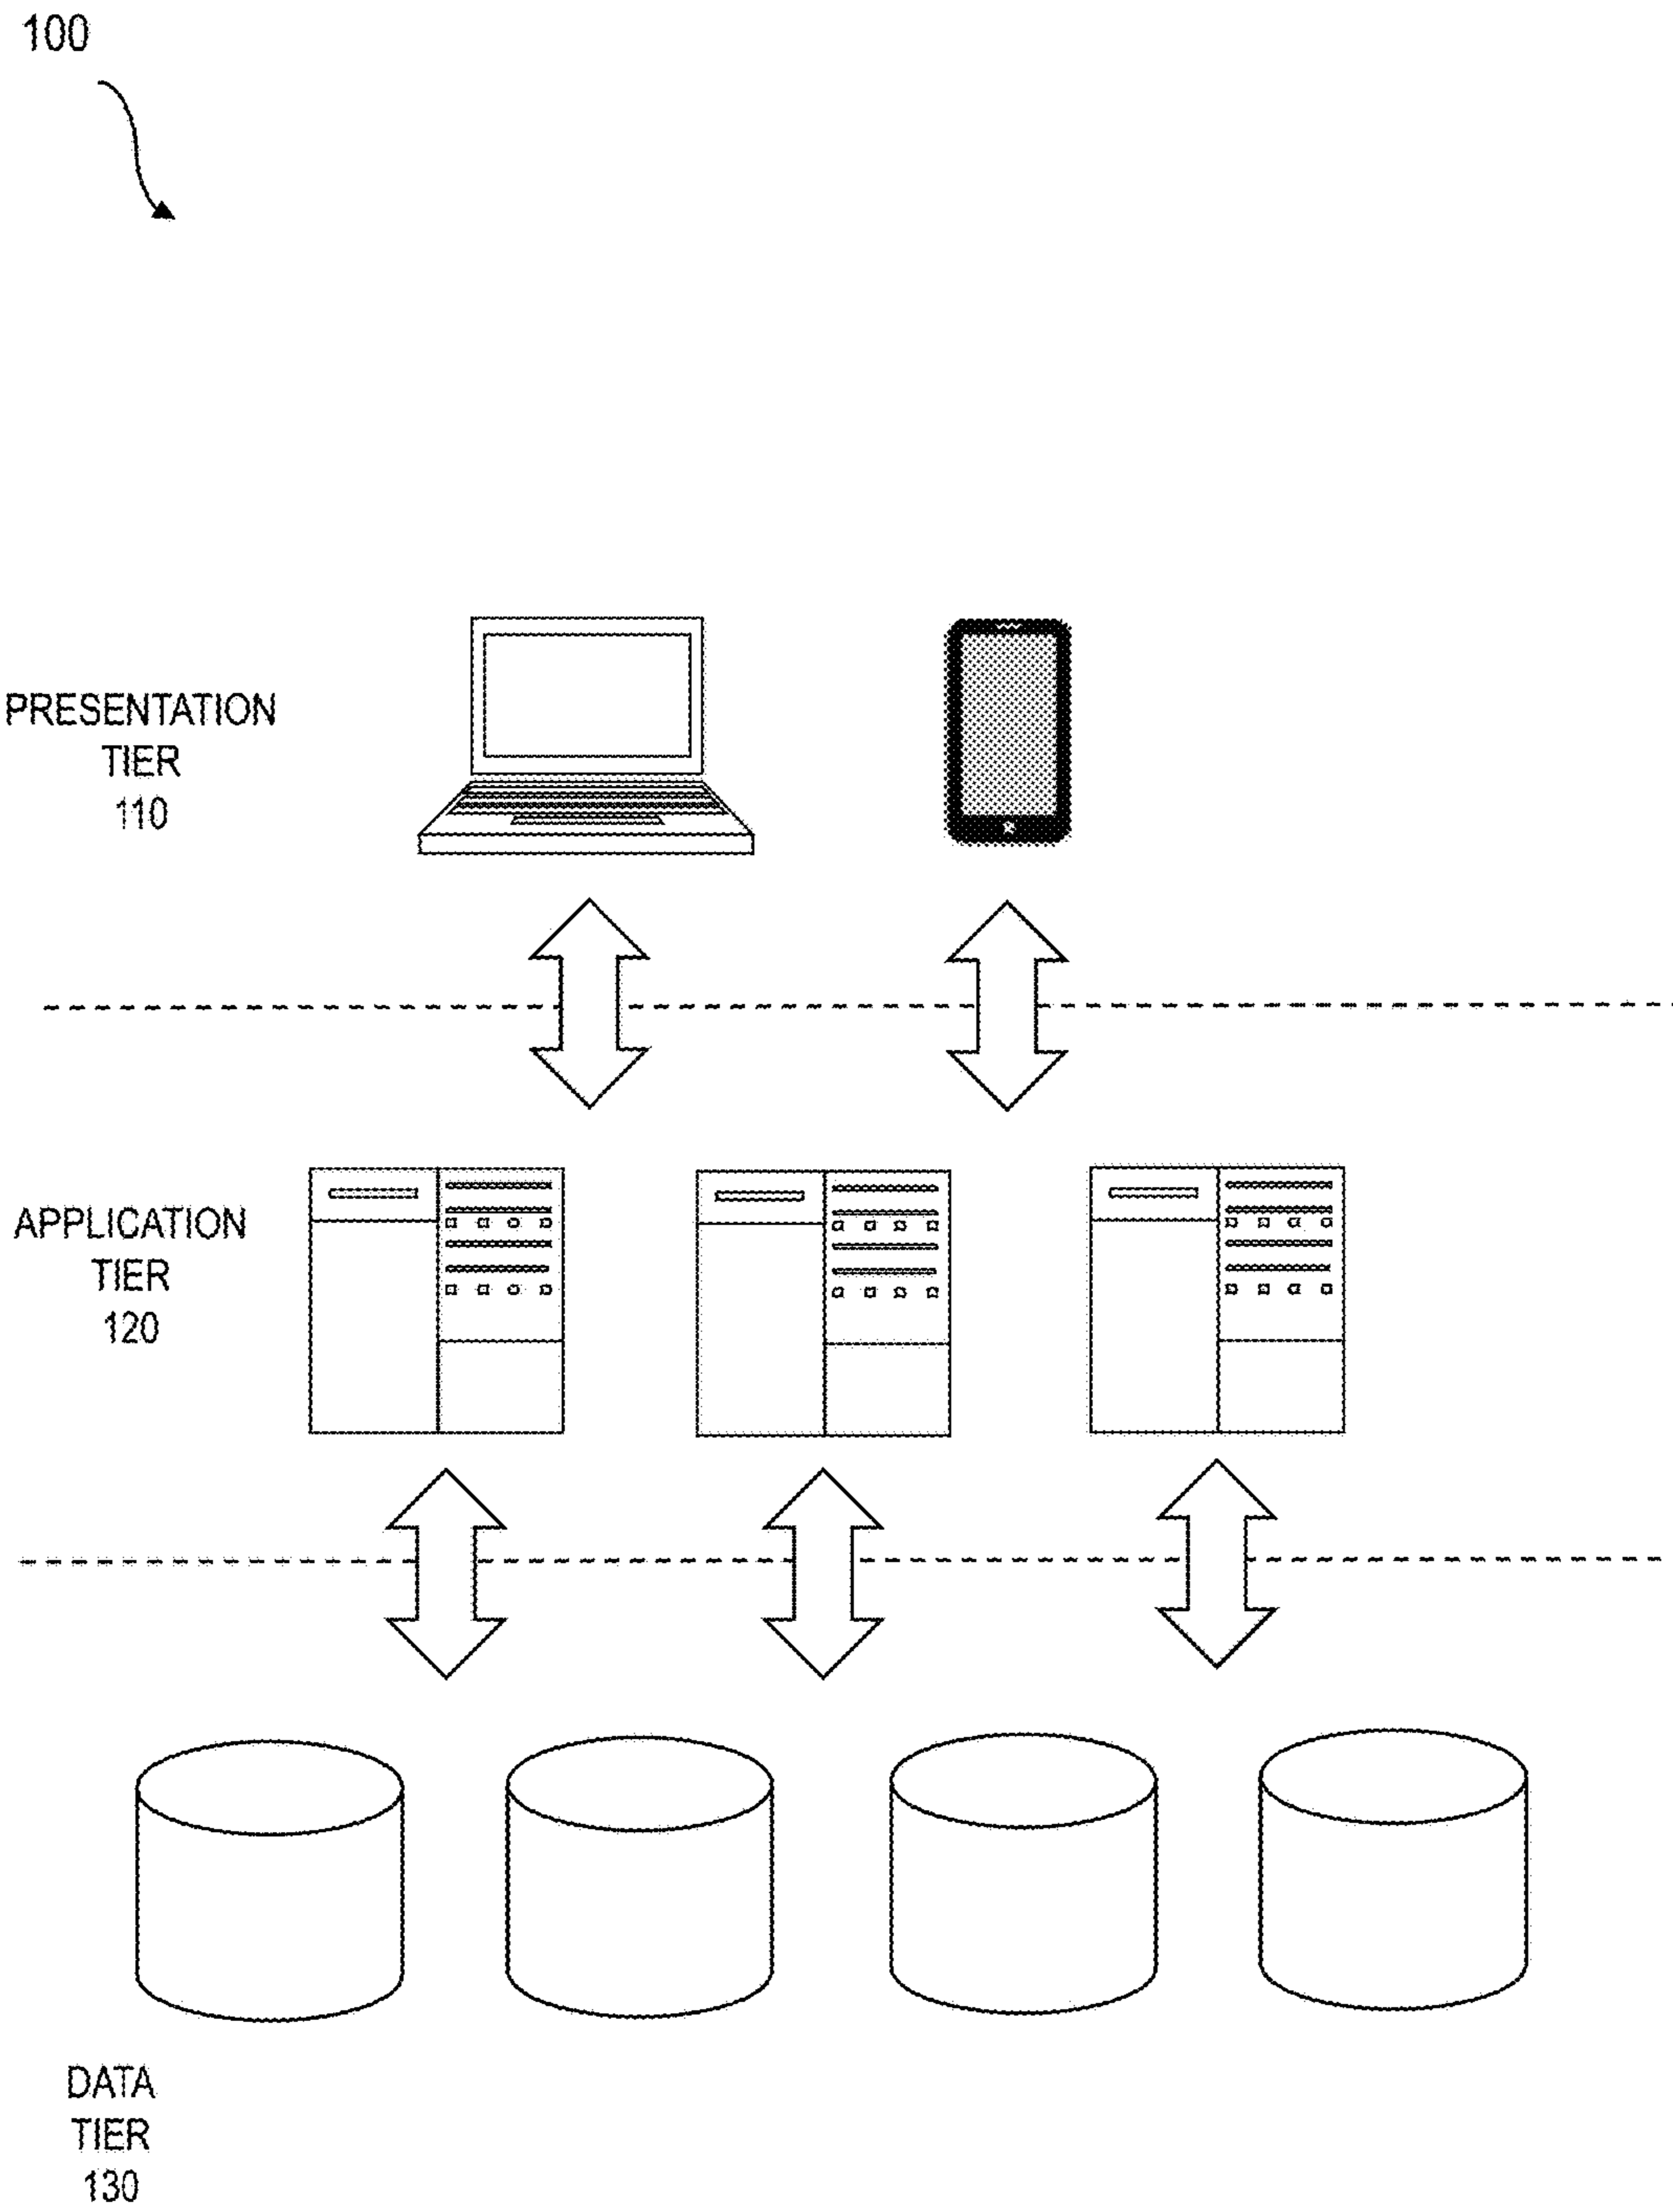 100
PRESENTATION
TIER
110
APPLICATION
TIER
120
DATA
TIER
130